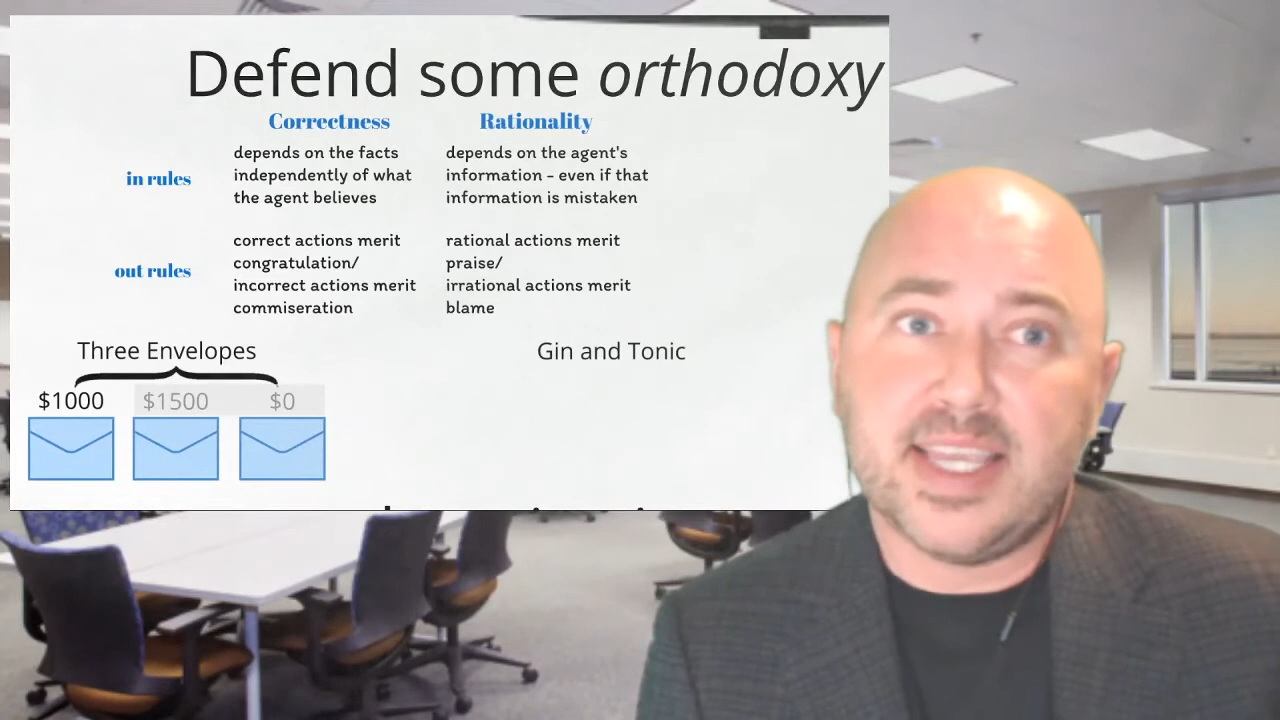 Defend some orthodoxy
Correctness
Rationality
in rules
depends on the facts
independently of what
the agent believes
depends on the agent's
information - even if that
information is mistaken
out rules
correct actions merit
congratulation/
incorrect actions merit
commiseration
rational actions merit
praise/
irrational actions merit
blame
Three Envelopes
Gin and Tonic
$1000
$1500
$0